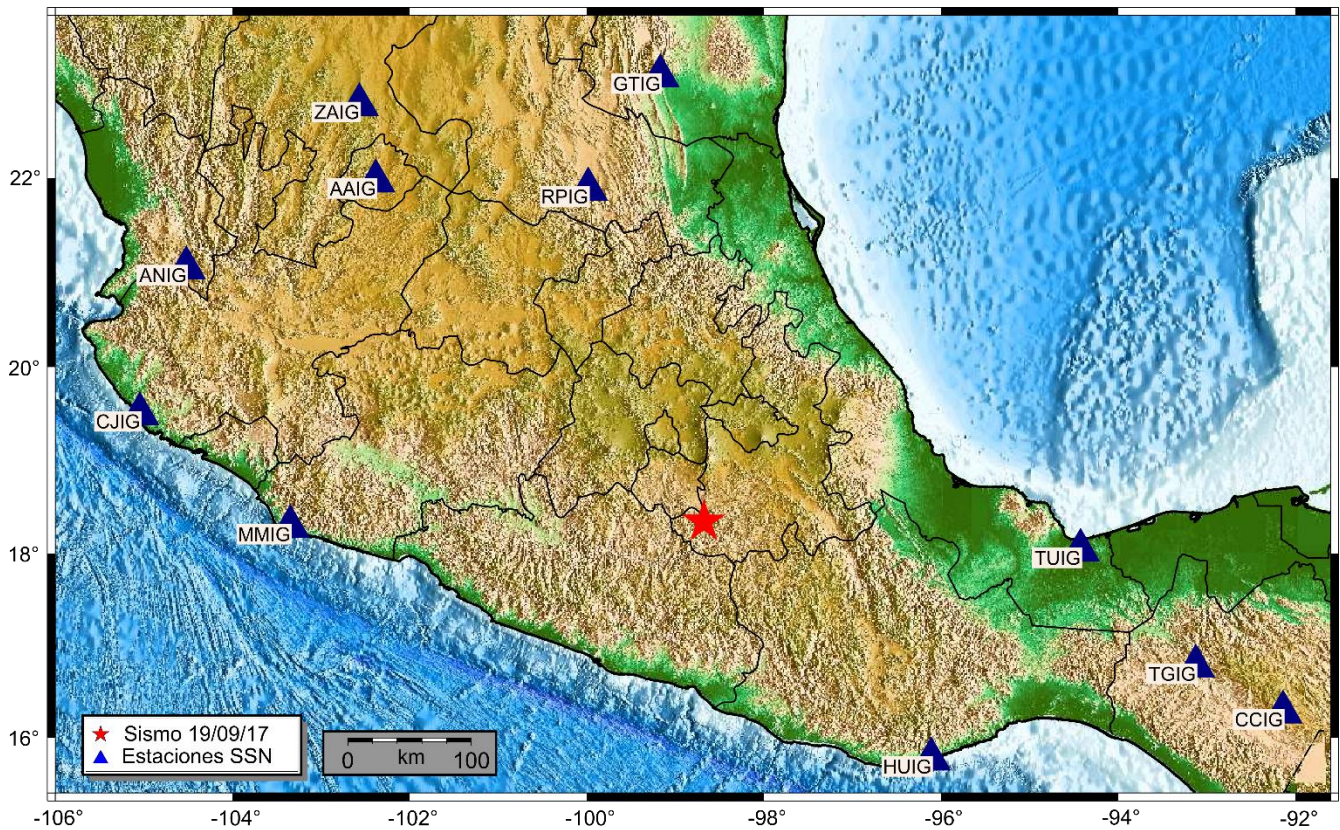 GTIG
ZAIG
22°
AAIG
RPIG
ANIG
20°
CJIG
MMIG
18°
TUIG
TGIG
CCIG
Sismo 19/09/17
Estaciones SSN
0 km 100
16°
HUIG
-106° -104° -102° -100° -98° -96° -94° -92°